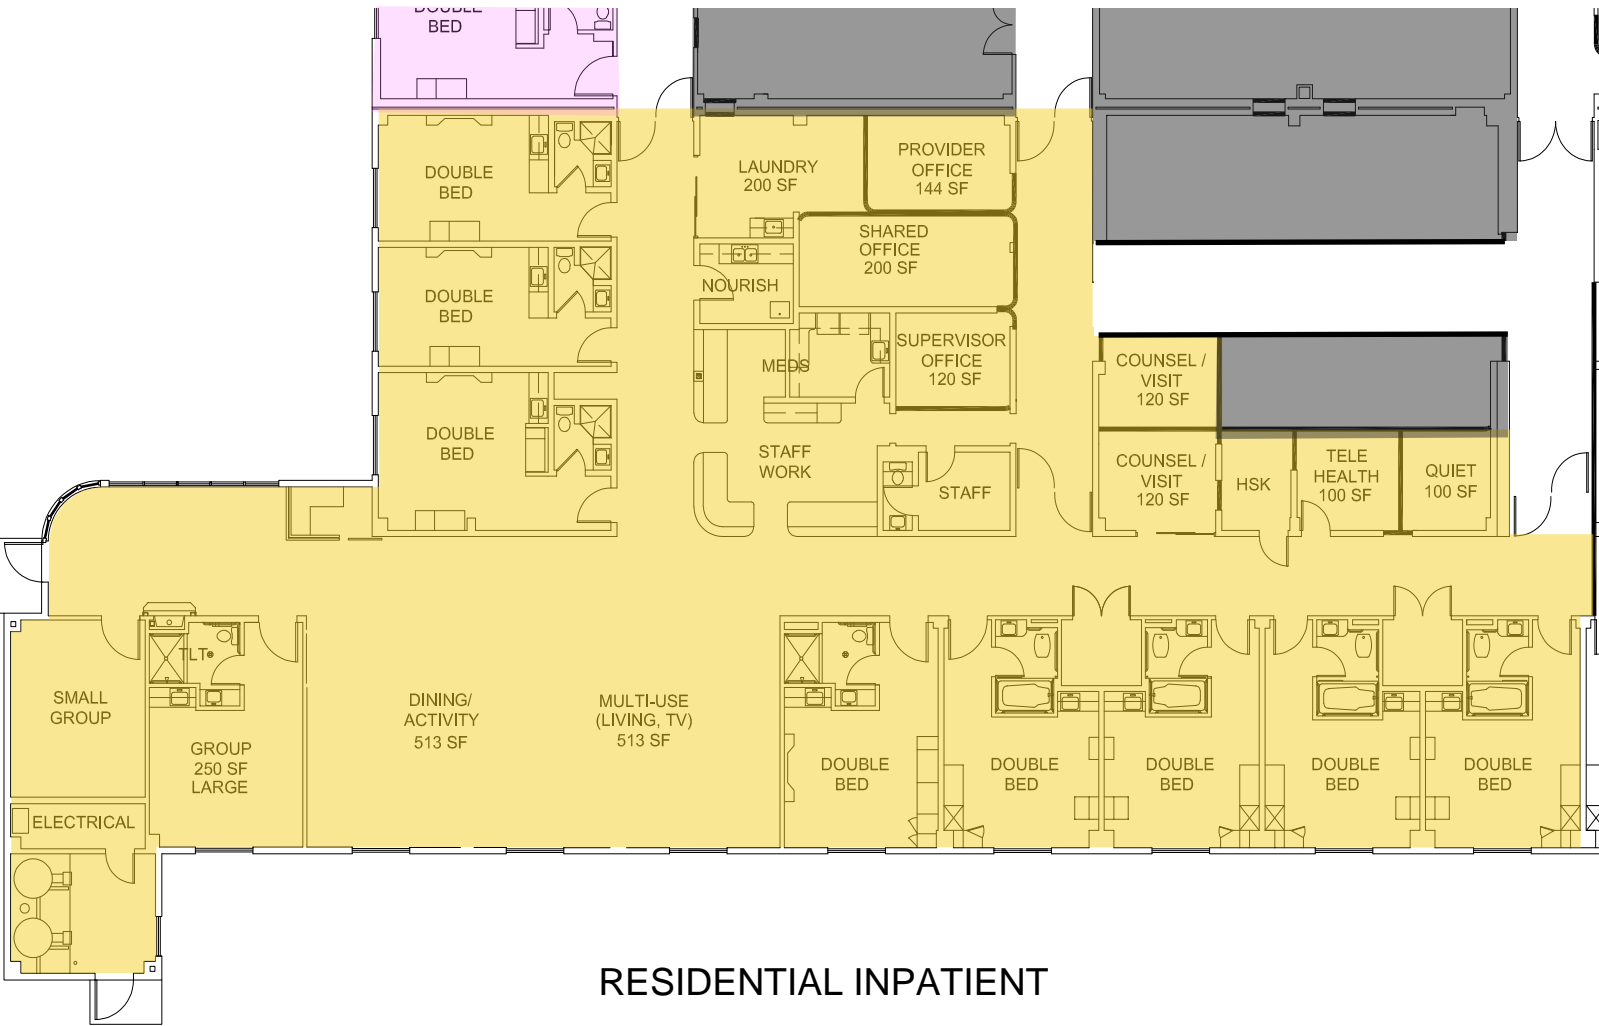 DOUBLE
BED
DOUBLE
BED
LAUNDRY
200 SF
PROVIDER
OFFICE
144 SF
SHARED
OFFICE
200 SF
DOUBLE
BED
NOURISH
MEDS
SUPERVISOR
OFFICE
120 SF
COUNSEL /
VISIT
120 SF
DOUBLE
BED
STAFF
WORK
STAFF
COUNSEL /
VISIT
120 SF
HSK
TELE
HEALTH
100 SF
QUIET
100 SF
TLT
SMALL
GROUP
GROUP
250 SF
LARGE
DINING/
ACTIVITY
513 SF
MULTI-USE
(LIVING, TV)
513 SF
DOUBLE
BED
DOUBLE
BED
DOUBLE
BED
DOUBLE
BED
DOUBLE
BED
ELECTRICAL
RESIDENTIAL INPATIENT